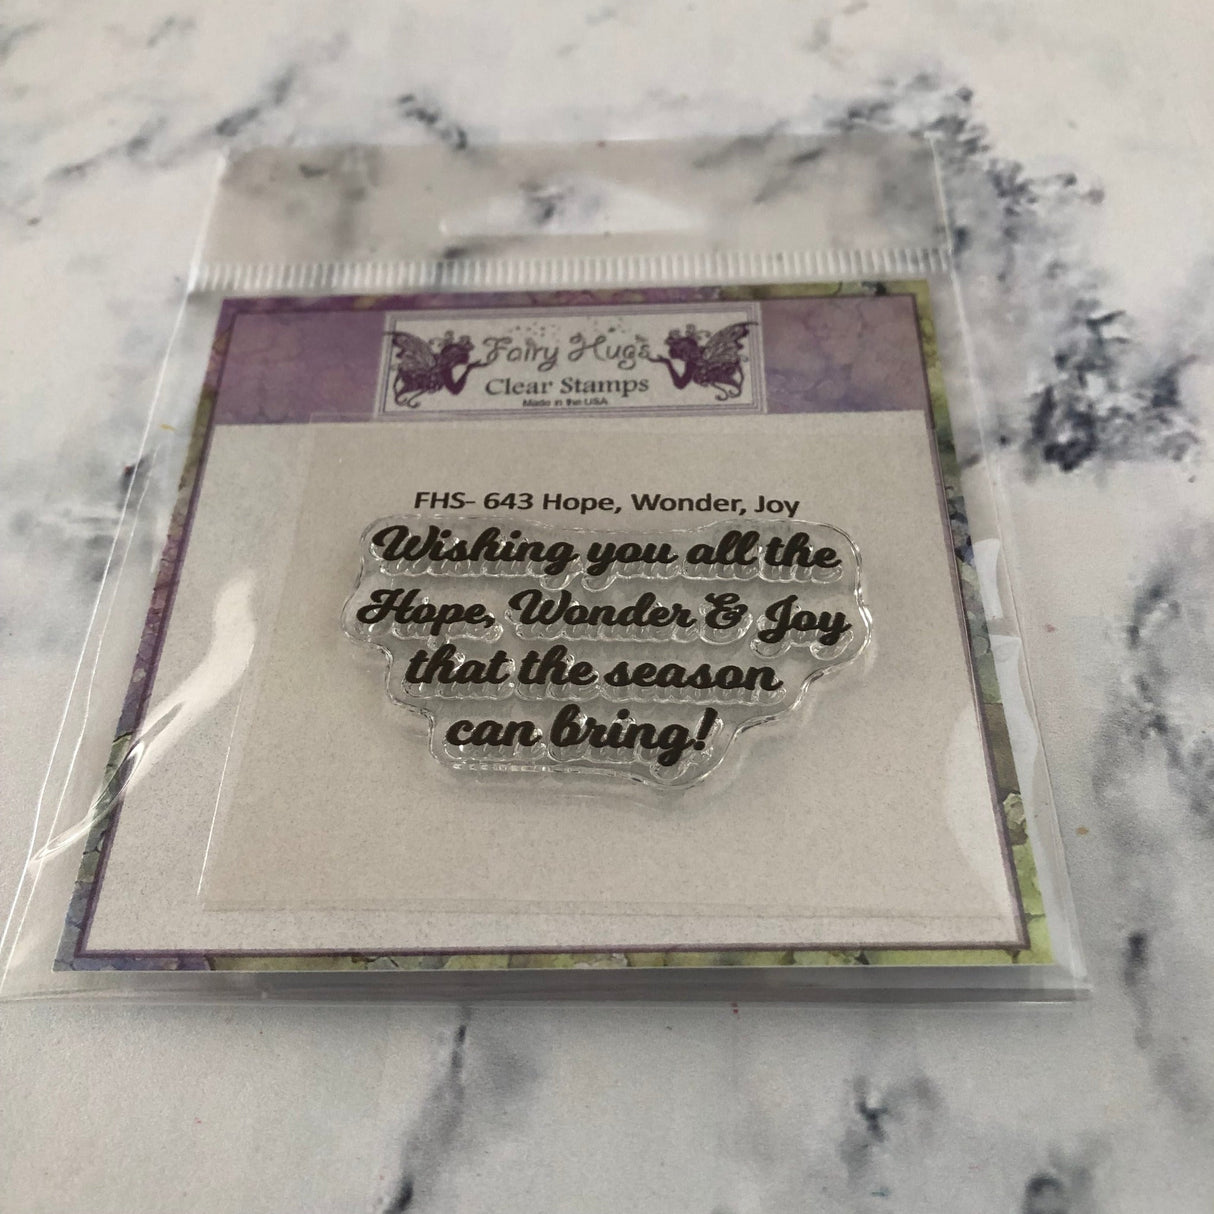 Fairy Hugs
Clear Stamps
Made in the USA
FHS- 643 Hope, Wonder, Joy
Wishing you all the
Hope, Wonder & Joy
that the season
can bring!